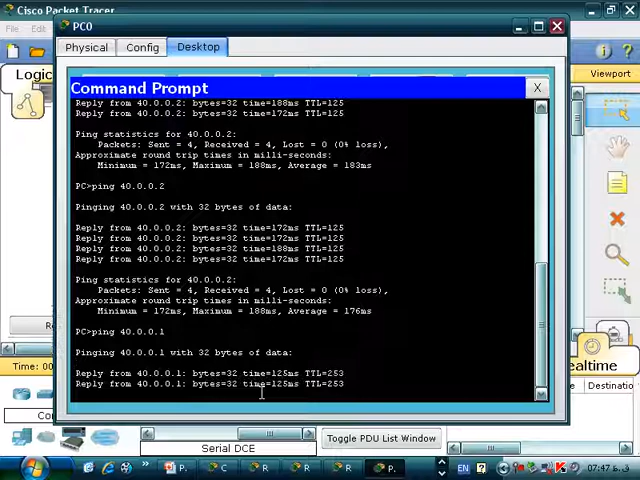 Cisco Packet Tracer
File
PC0
Physical
Config
Desktop
Logic
Viewport
Command Prompt
X
Reply from 40.0.0.2: bytes=32 time=188ms TTL=125
Reply from 40.0.0.2: bytes=32 time=172ms TTL=125
Ping statistics for 40.0.0.2:
Packets: Sent = 4, Received = 4, Lost = 0 (0% loss),
Approximate round trip times in milli-seconds:
Minimum = 172ms, Maximum = 188ms, Average = 183ms
PC>ping 40.0.0.2
Pinging 40.0.0.2 with 32 bytes of data:
Reply from 40.0.0.2: bytes=32 time=172ms TTL=125
Reply from 40.0.0.2: bytes=32 time=172ms TTL=125
Reply from 40.0.0.2: bytes=32 time=188ms TTL=125
Reply from 40.0.0.2: bytes=32 time=172ms TTL=125
Ping statistics for 40.0.0.2:
Packets: Sent = 4, Received = 4, Lost = 0 (0% loss),
Approximate round trip times in milli-seconds:
Minimum = 172ms, Maximum = 188ms, Average = 176ms
PC>ping 40.0.0.1
Pinging 40.0.0.1 with 32 bytes of data:
Reply from 40.0.0.1: bytes=32 time=125ms TTL=253
Reply from 40.0.0.1: bytes=32 time=125ms TTL=253
Time: 00
ealtime
Destinatio
Serial DCE
Toggle PDU List Window
P.
C
R
R
R
P.
EN
07:47